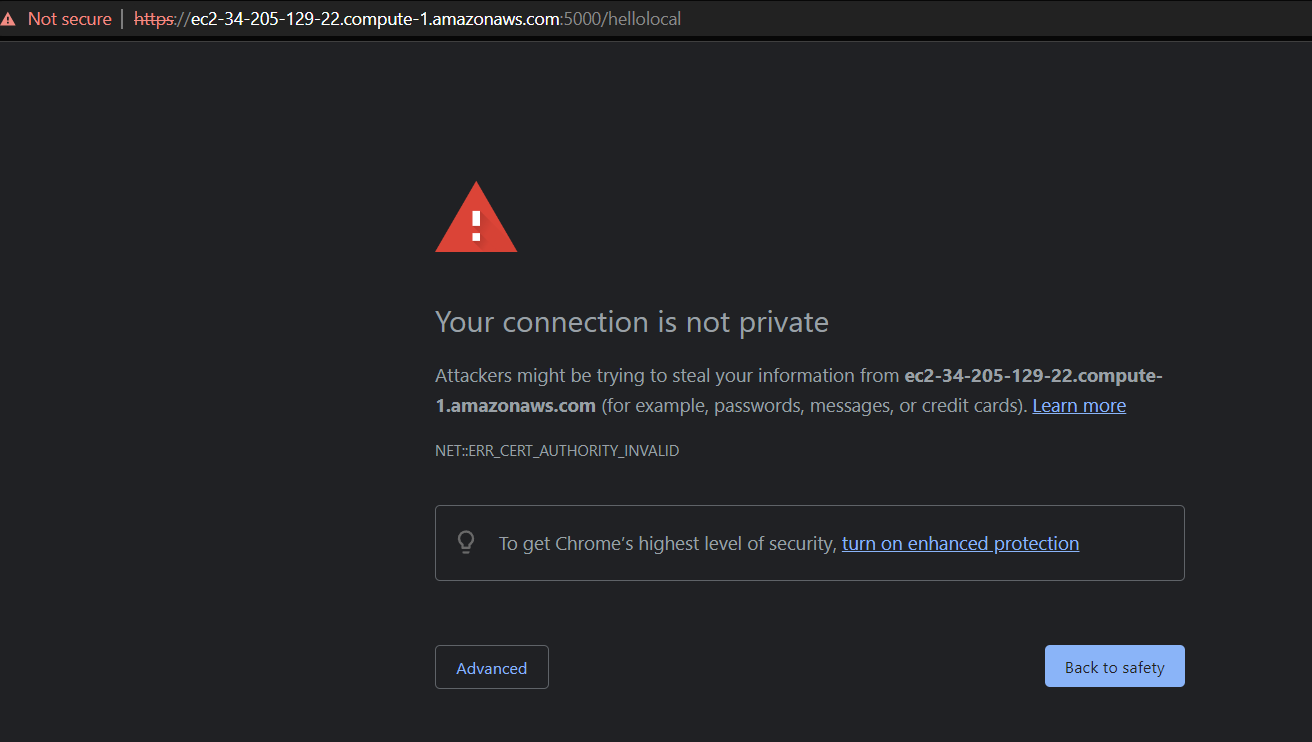 Not secure | https://ec2-34-205-129-22.compute-1.amazonaws.com:5000/hellolocal
Your connection is not private
Attackers might be trying to steal your information from ec2-34-205-129-22.compute-
1.amazonaws.com (for example, passwords, messages, or credit cards). Learn more
NET::ERR_CERT_AUTHORITY_INVALID
To get Chrome's highest level of security, turn on enhanced protection
Advanced
Back to safety